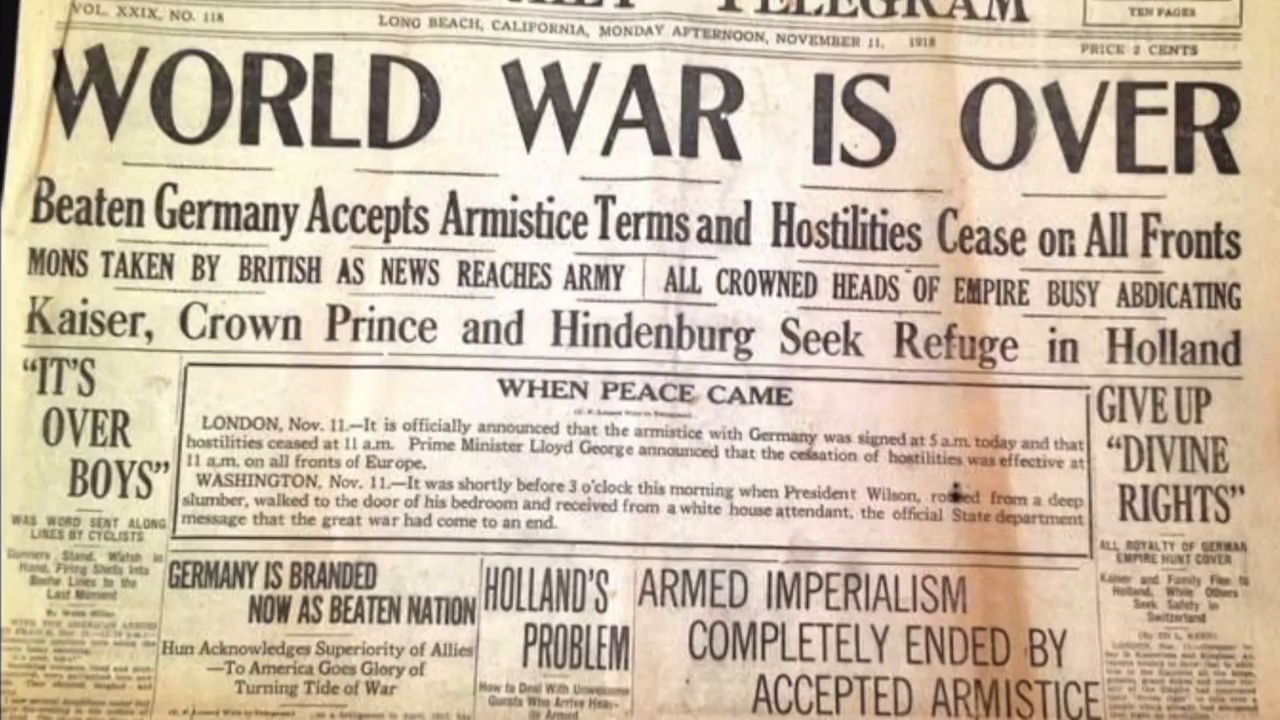 TELEGRAM
VOL. XXIX, NO. 118
LONG BEACH, CALIFORNIA, MONDAY AFTERNOON, NOVEMBER 11, 1918
TEN PAGES
PRICE 2 CENTS
WORLD WAR IS OVER
Beaten Germany Accepts Armistice Terms and Hostilities Cease on All Fronts
MONS TAKEN BY BRITISH AS NEWS REACHES ARMY | ALL CROWNED HEADS OF EMPIRE BUSY ABDICATING
Kaiser, Crown Prince and Hindenburg Seek Refuge in Holland
"IT'S
OVER
BOYS"
WAS WORD SENT ALONG
LINES BY CYCLISTS
Gunners Stand, Watch in
Hand, Firing Shells Into
Boche Lines to the
Last Moment
WHEN PEACE CAME
LONDON, Nov. 11.—It is officially announced that the armistice with Germany was signed at 5 a.m. today and that
hostilities ceased at 11 a.m. Prime Minister Lloyd George announced that the cessation of hostilities was effective at
11 a.m. on all fronts of Europe.
WASHINGTON, Nov. 11.—It was shortly before 3 o'clock this morning when President Wilson, roused from a deep
slumber, walked to the door of his bedroom and received from a white house attendant, the official State department
message that the great war had come to an end.
GIVE UP
"DIVINE
RIGHTS"
ALL ROYALTY OF GERMAN
EMPIRE HUNT COVER
Kaiser and Family Flee to
Holland, While Others
Seek Safety in
Switzerland
GERMANY IS BRANDED
NOW AS BEATEN NATION
Hun Acknowledges Superiority of Allies
—To America Goes Glory of
Turning Tide of War
HOLLAND'S
PROBLEM
How to Deal With Unwelcome
Guests Who Arrive Heav-
ily Armed
ARMED IMPERIALISM
COMPLETELY ENDED BY
ACCEPTED ARMISTICE